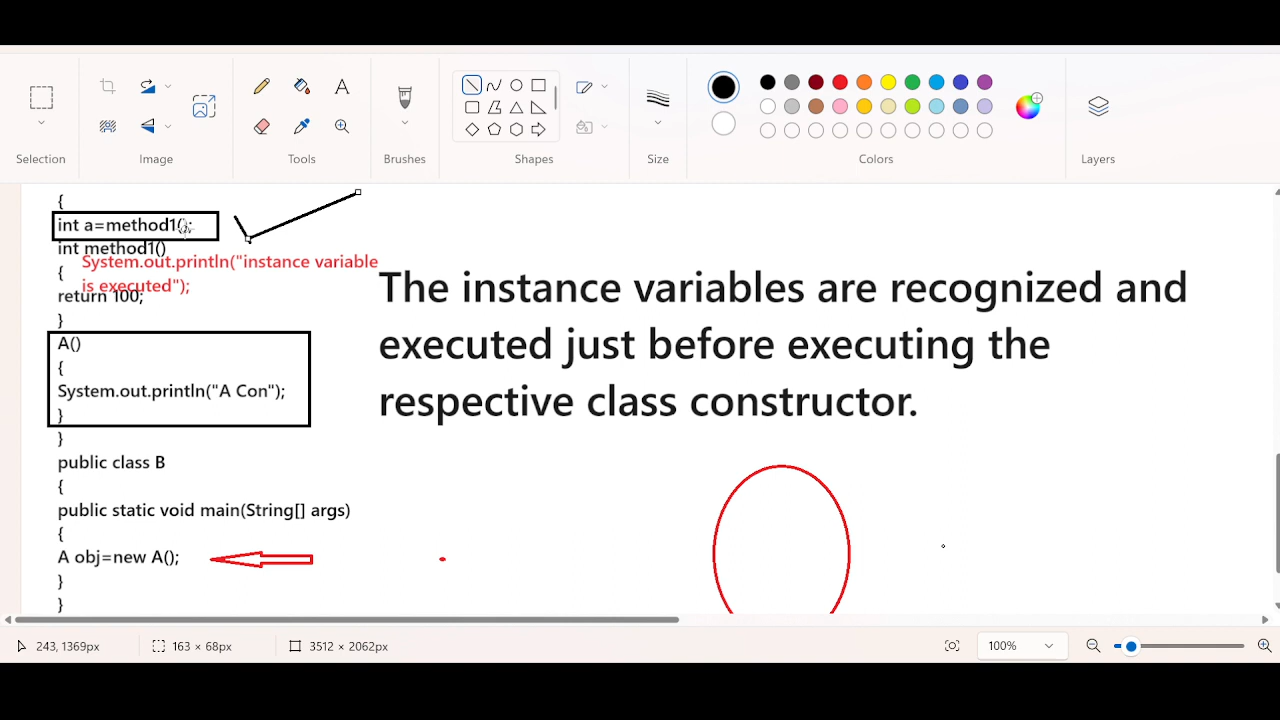 Selection
Image
Tools
Brushes
Shapes
Size
Colors
Layers
{
int a=method1();
int method1()
{
System.out.println("instance variable
is executed");
return 100;
}
A()
{
System.out.println("A Con");
}
}
public class B
{
public static void main(String[] args)
{
A obj=new A();
}
}
The instance variables are recognized and
executed just before executing the
respective class constructor.
243, 1369px
163 × 68px
3512 × 2062px
100%